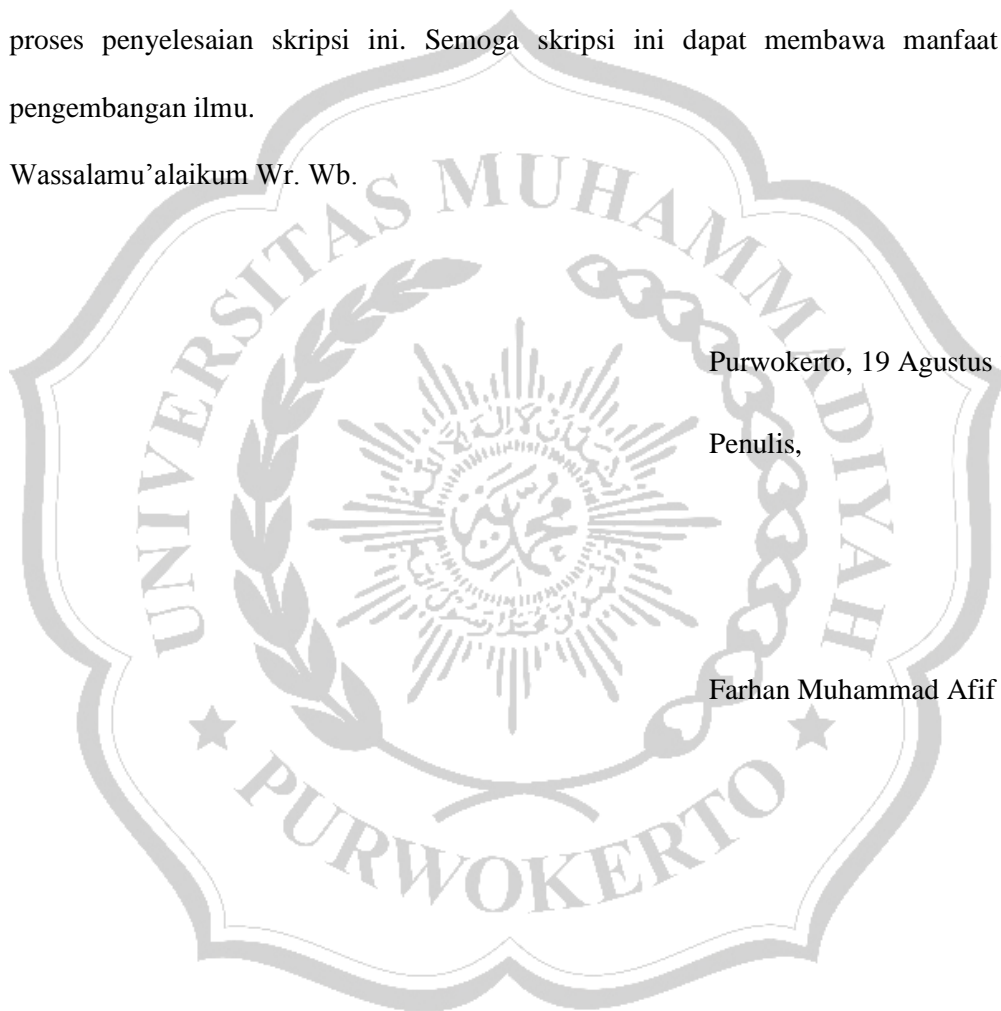 proses penyelesaian skripsi ini. Semoga skripsi ini dapat membawa manfaat
pengembangan ilmu.
Wassalamu’alaikum Wr. Wb.
UNIVERSITAS MUHAMMADIYAH
Purwokerto, 19 Agustus
Penulis,
Farhan Muhammad Afif
PURWOKERTO